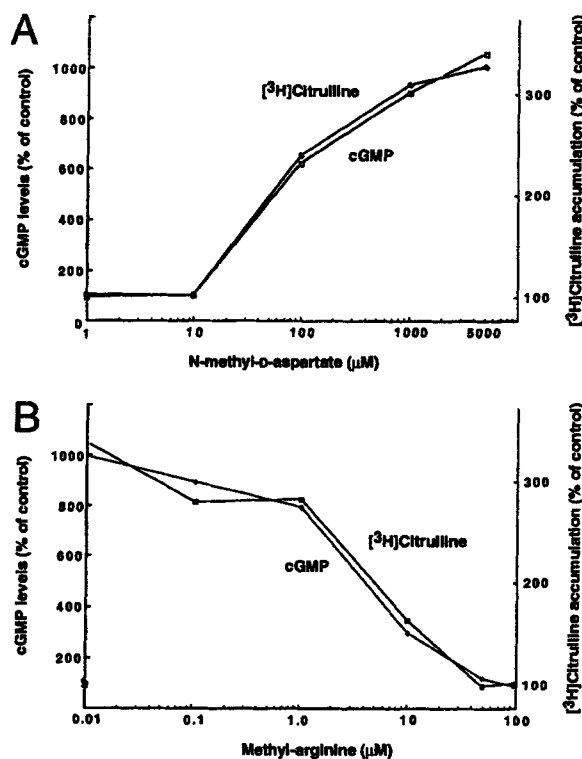 A
cGMP levels (% of control)
1000
800
600
400
200
0
[³H]Citrulline
cGMP
300
200
100
[³H]Citrulline accumulation (% of control)
1
10
100
1000
5000
N-methyl-D-aspartate (μM)
B
cGMP levels (% of control)
1000
800
600
400
200
[³H]Citrulline
cGMP
300
200
100
[³H]Citrulline accumulation (% of control)
0.01
0.1
1.0
10
100
Methyl-arginine (μM)